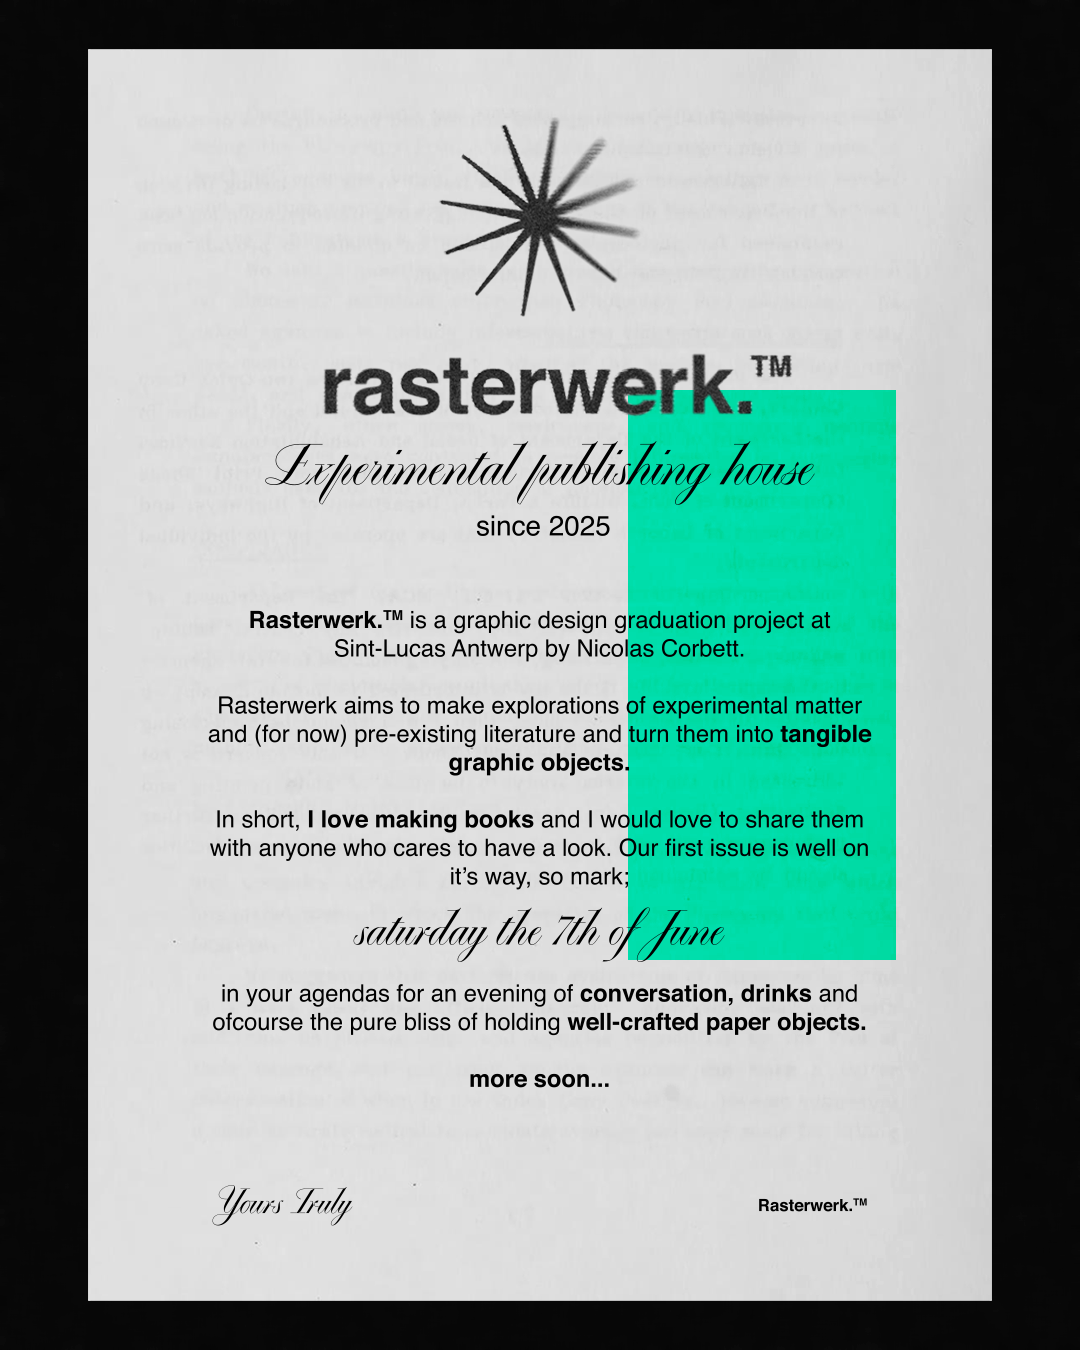 rasterwerk.™
Experimental publishing house
since 2025
Rasterwerk.™ is a graphic design graduation project at
Sint-Lucas Antwerp by Nicolas Corbett.
Rasterwerk aims to make explorations of experimental matter
and (for now) pre-existing literature and turn them into tangible
graphic objects.
In short, I love making books and I would love to share them
with anyone who cares to have a look. Our first issue is well on
it’s way, so mark;
saturday the 7th of June
in your agendas for an evening of conversation, drinks and
ofcourse the pure bliss of holding well-crafted paper objects.
more soon...
Yours Truly
Rasterwerk.™